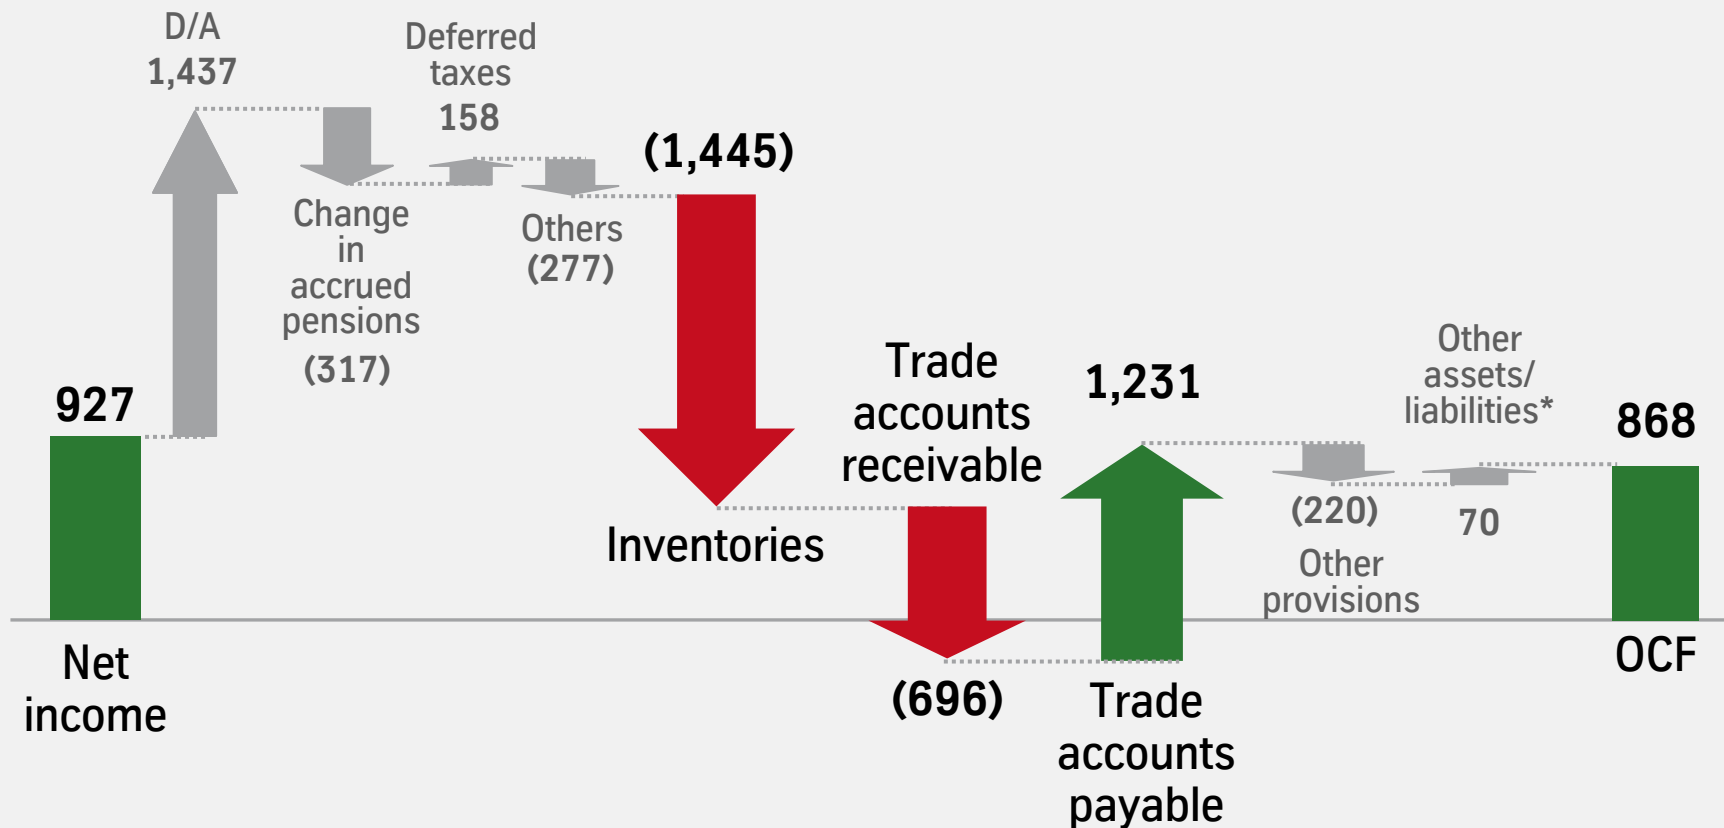 D/A
1,437
Deferred
taxes
158
(1,445)
Change
in
accrued
pensions
(317)
Others
(277)
927
Trade
accounts
receivable
1,231
Other
assets/
liabilities*
868
(220)
70
Inventories
Other
provisions
Net
income
(696)
Trade
accounts
payable
OCF